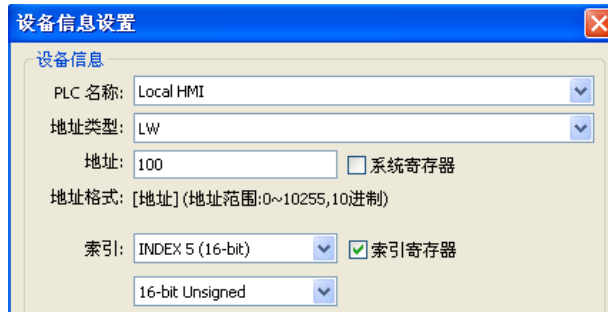 设备信息设置
设备信息
PLC 名称: Local HMI
地址类型: LW
地址: 100 系统寄存器
地址格式: [地址] (地址范围:0~10255,10进制)
索引: INDEX 5 (16-bit) 索引寄存器
16-bit Unsigned